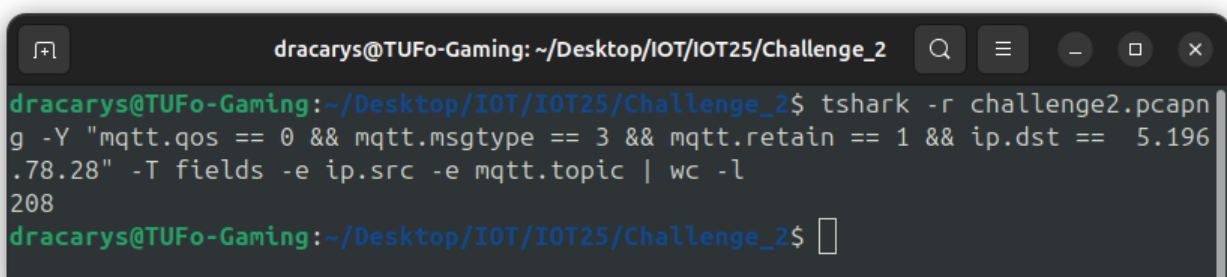 dracarys@TUFo-Gaming: ~/Desktop/IOT/IOT25/Challenge_2
dracarys@TUFo-Gaming:~/Desktop/IOT/IOT25/Challenge_2$ tshark -r challenge2.pcapn
g -Y "mqtt.qos == 0 && mqtt.msgtype == 3 && mqtt.retain == 1 && ip.dst ==  5.196
.78.28" -T fields -e ip.src -e mqtt.topic | wc -l
208
dracarys@TUFo-Gaming:~/Desktop/IOT/IOT25/Challenge_2$